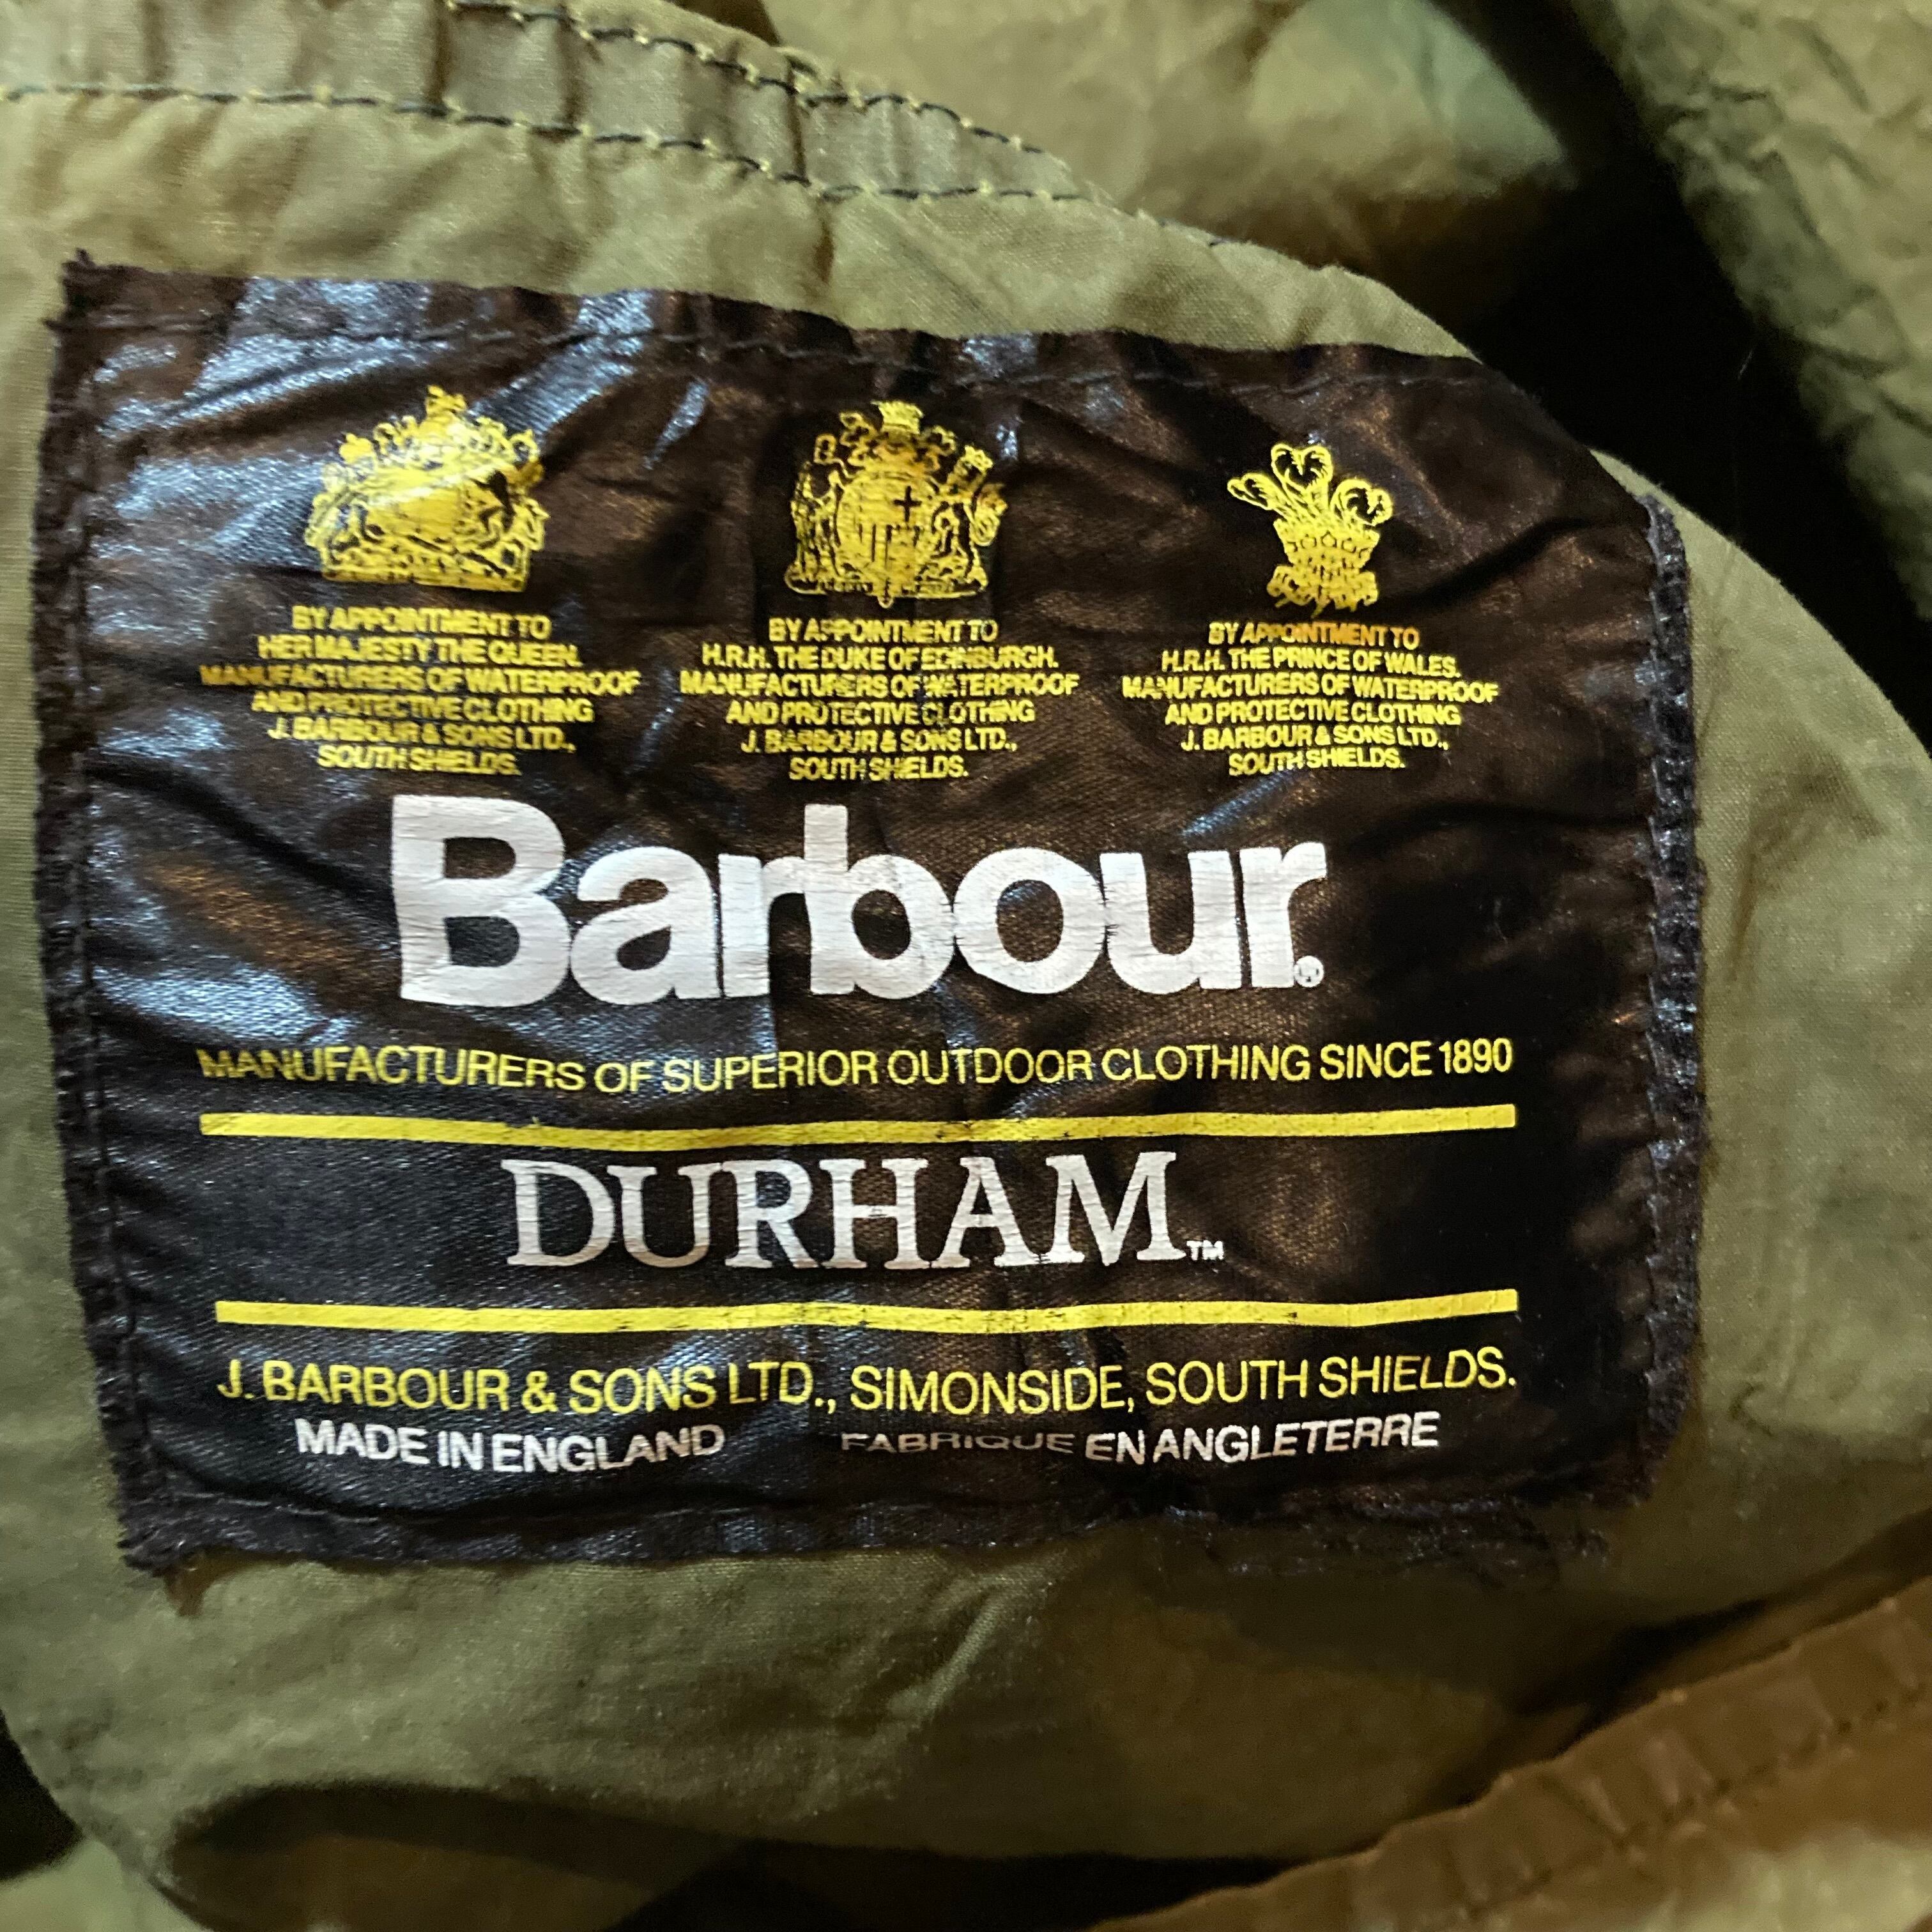 BY APPOINTMENT TO
HER MAJESTY THE QUEEN.
MANUFACTURERS OF WATERPROOF
AND PROTECTIVE CLOTHING
J. BARBOUR & SONS LTD.,
SOUTH SHIELDS.
BY APPOINTMENT TO
H.R.H. THE DUKE OF EDINBURGH.
MANUFACTURERS OF WATERPROOF
AND PROTECTIVE CLOTHING
J. BARBOUR & SONS LTD.,
SOUTH SHIELDS.
BY APPOINTMENT TO
H.R.H. THE PRINCE OF WALES.
MANUFACTURERS OF WATERPROOF
AND PROTECTIVE CLOTHING
J. BARBOUR & SONS LTD.,
SOUTH SHIELDS.
Barbour®
MANUFACTURERS OF SUPERIOR OUTDOOR CLOTHING SINCE 1890
DURHAM™
J. BARBOUR & SONS LTD., SIMONSIDE, SOUTH SHIELDS.
MADE IN ENGLAND FABRIQUE EN ANGLETERRE